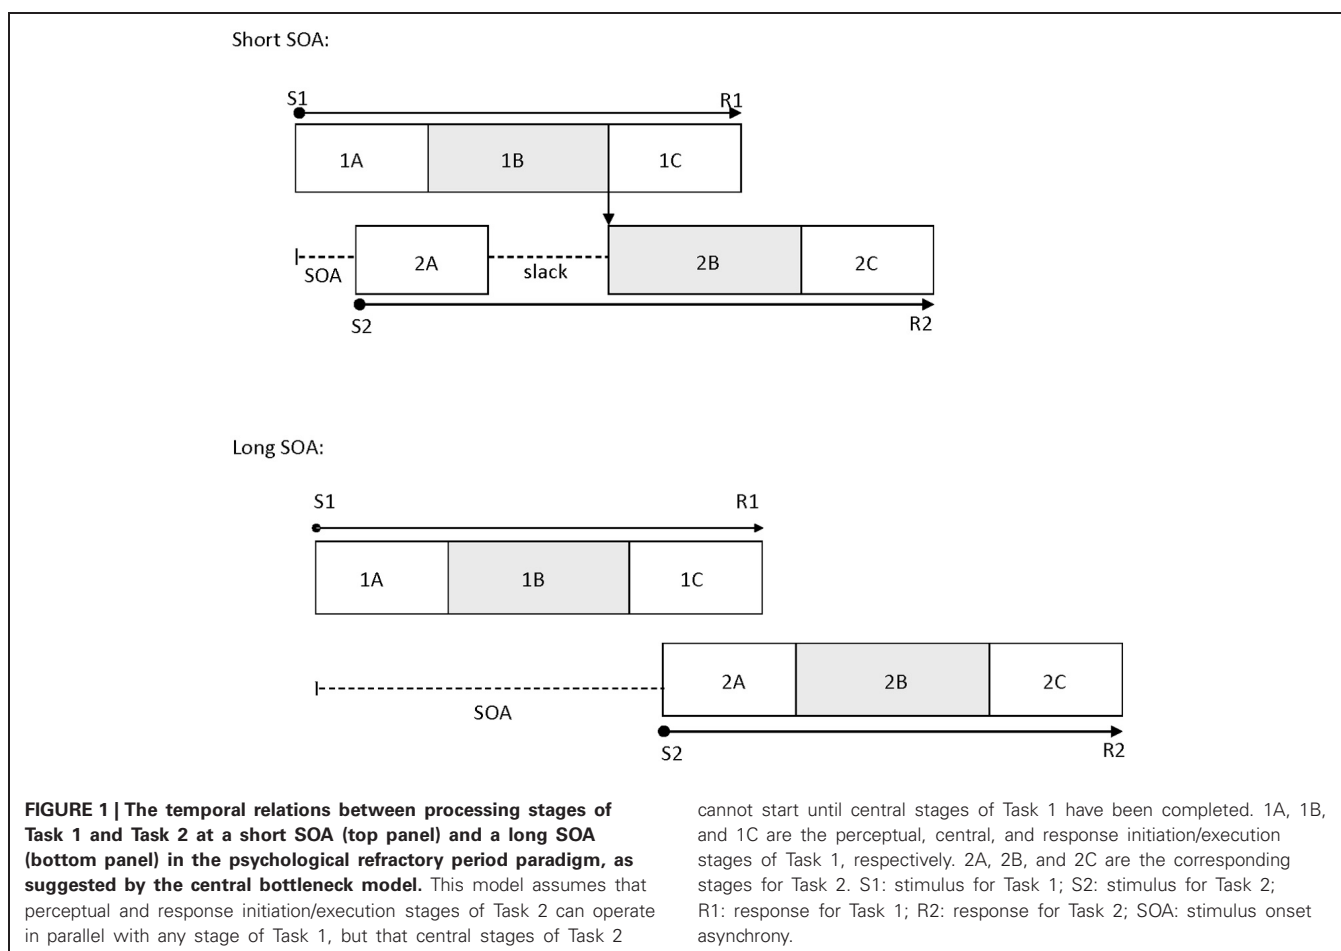 Short SOA:
S1
R1
1A
1B
1C
SOA
2A
slack
2B
2C
S2
R2
Long SOA:
S1
R1
1A
1B
1C
SOA
2A
2B
2C
S2
R2
FIGURE 1 | The temporal relations between processing stages of
Task 1 and Task 2 at a short SOA (top panel) and a long SOA
(bottom panel) in the psychological refractory period paradigm, as
suggested by the central bottleneck model. This model assumes that
perceptual and response initiation/execution stages of Task 2 can operate
in parallel with any stage of Task 1, but that central stages of Task 2
cannot start until central stages of Task 1 have been completed. 1A, 1B,
and 1C are the perceptual, central, and response initiation/execution
stages of Task 1, respectively. 2A, 2B, and 2C are the corresponding
stages for Task 2. S1: stimulus for Task 1; S2: stimulus for Task 2;
R1: response for Task 1; R2: response for Task 2; SOA: stimulus onset
asynchrony.